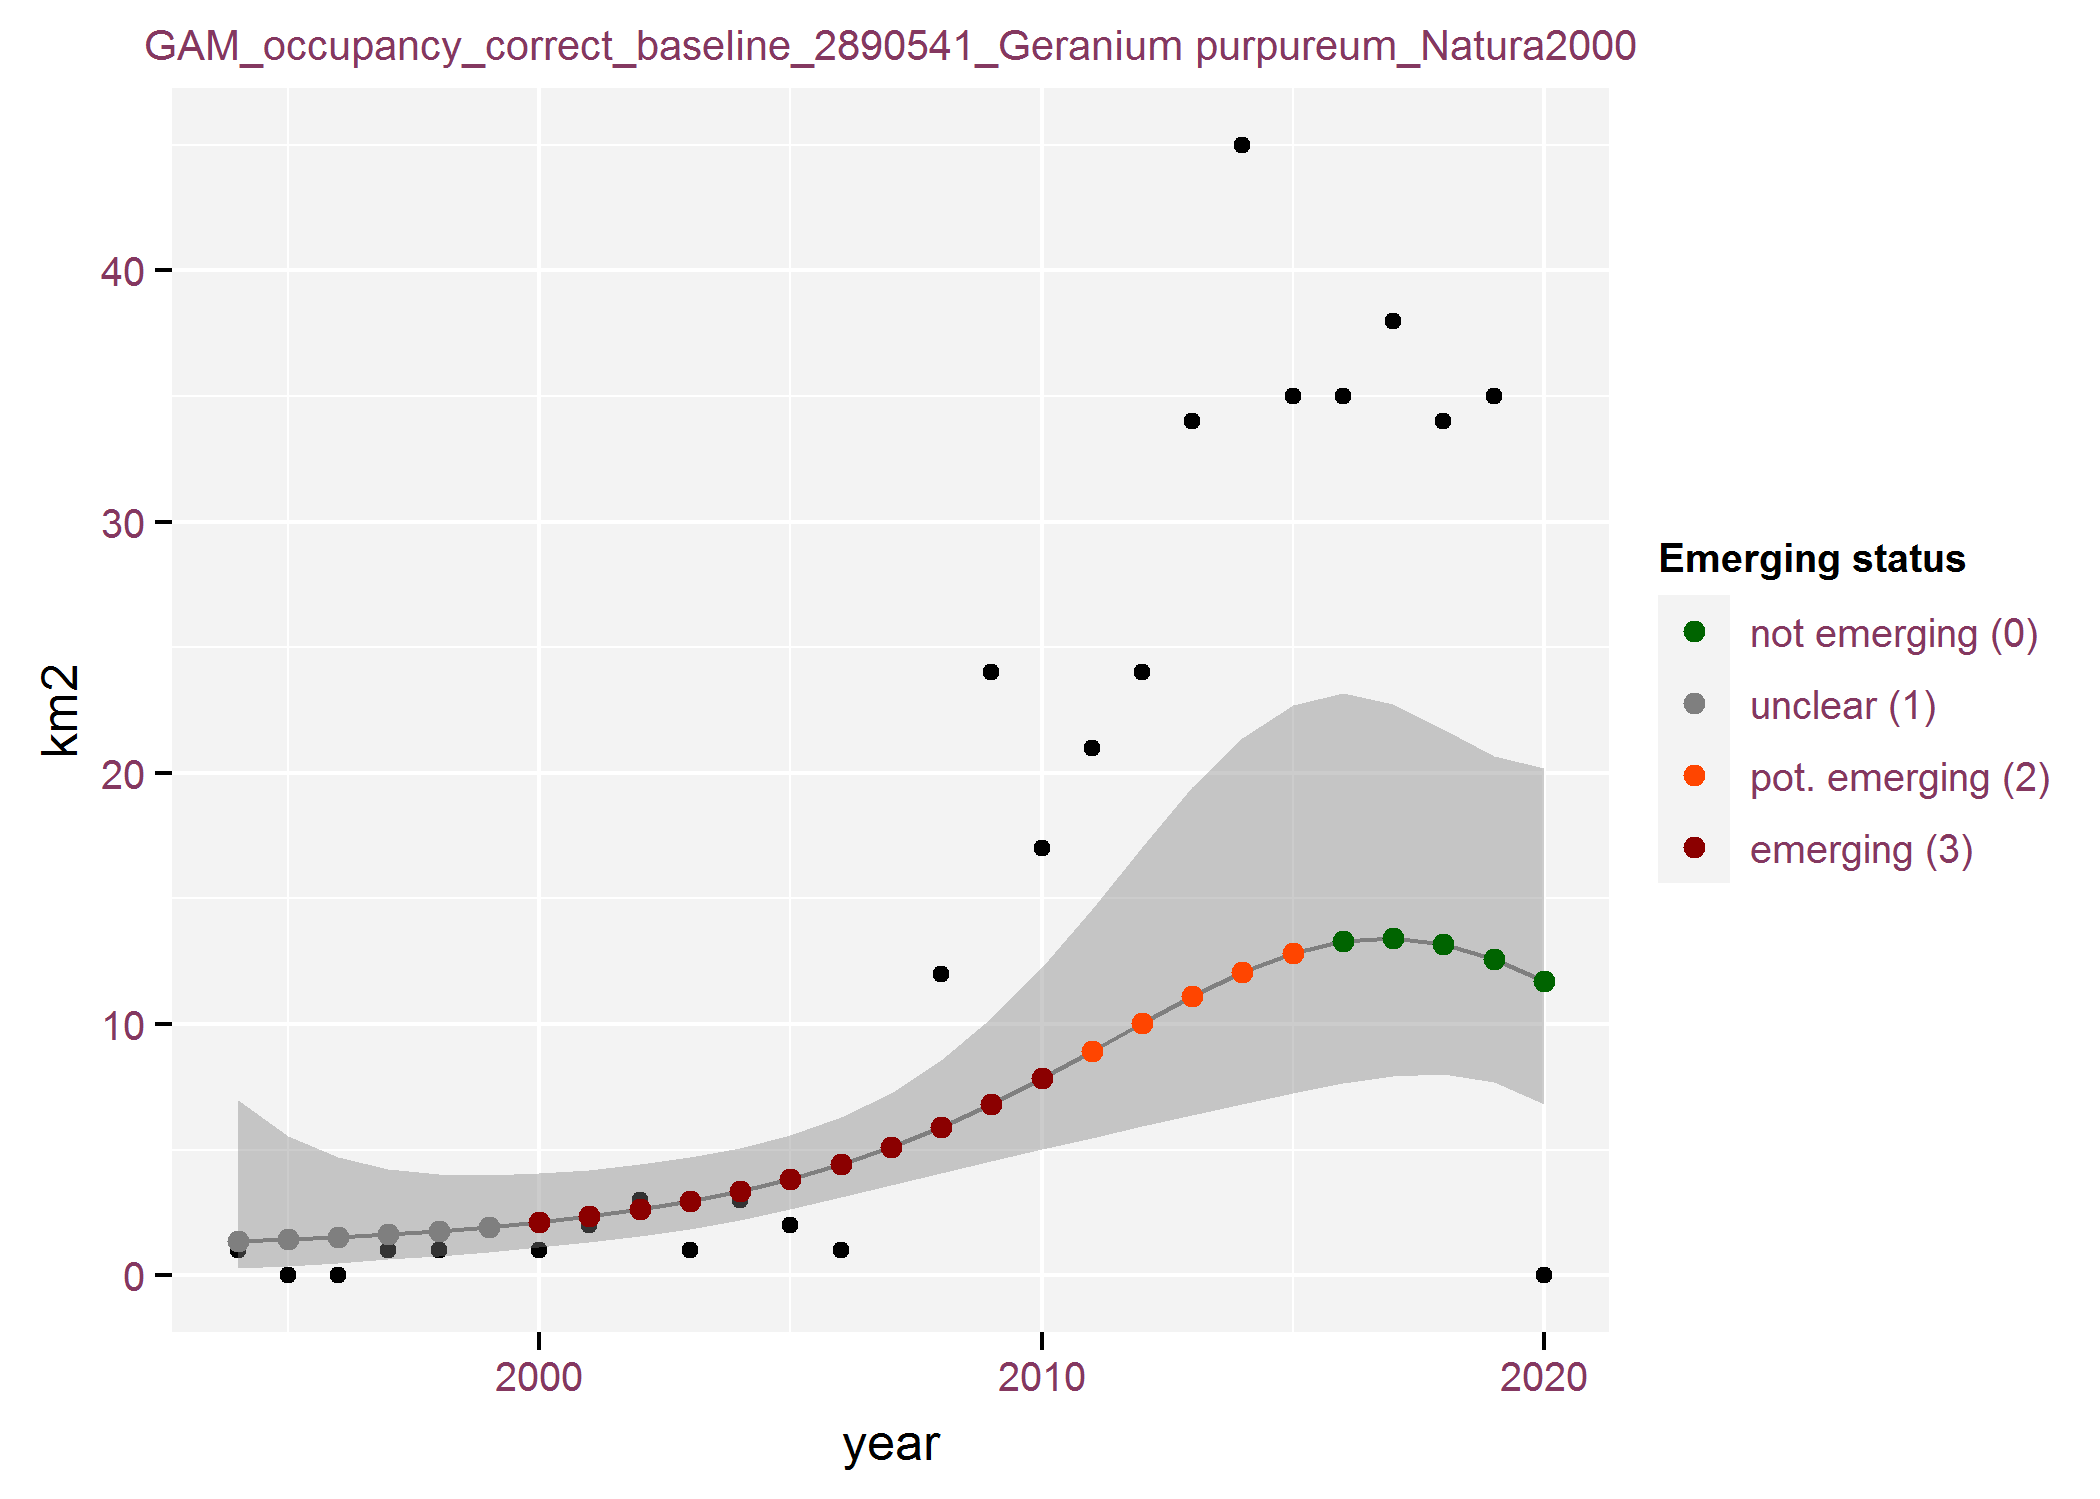 GAM_occupancy_correct_baseline_2890541_Geranium purpureum_Natura2000
40
30
20
10
0
km2
2000
2010
2020
year
Emerging status
not emerging (0)
unclear (1)
pot. emerging (2)
emerging (3)